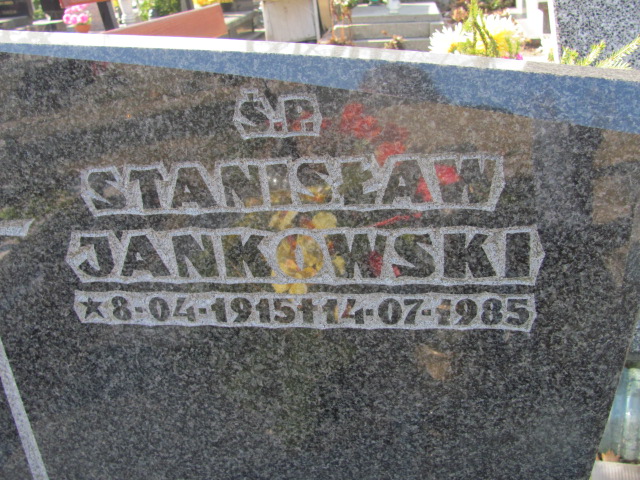 Ś.P.
STANISŁAW
JANKOWSKI
★8-04-1915†14-07-1985